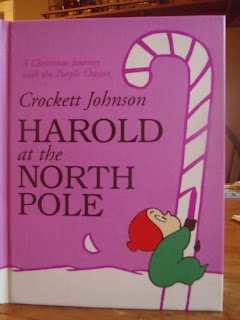 A Christmas Journey
with the Purple Crayon
Crockett Johnson
HAROLD
at the
NORTH
POLE